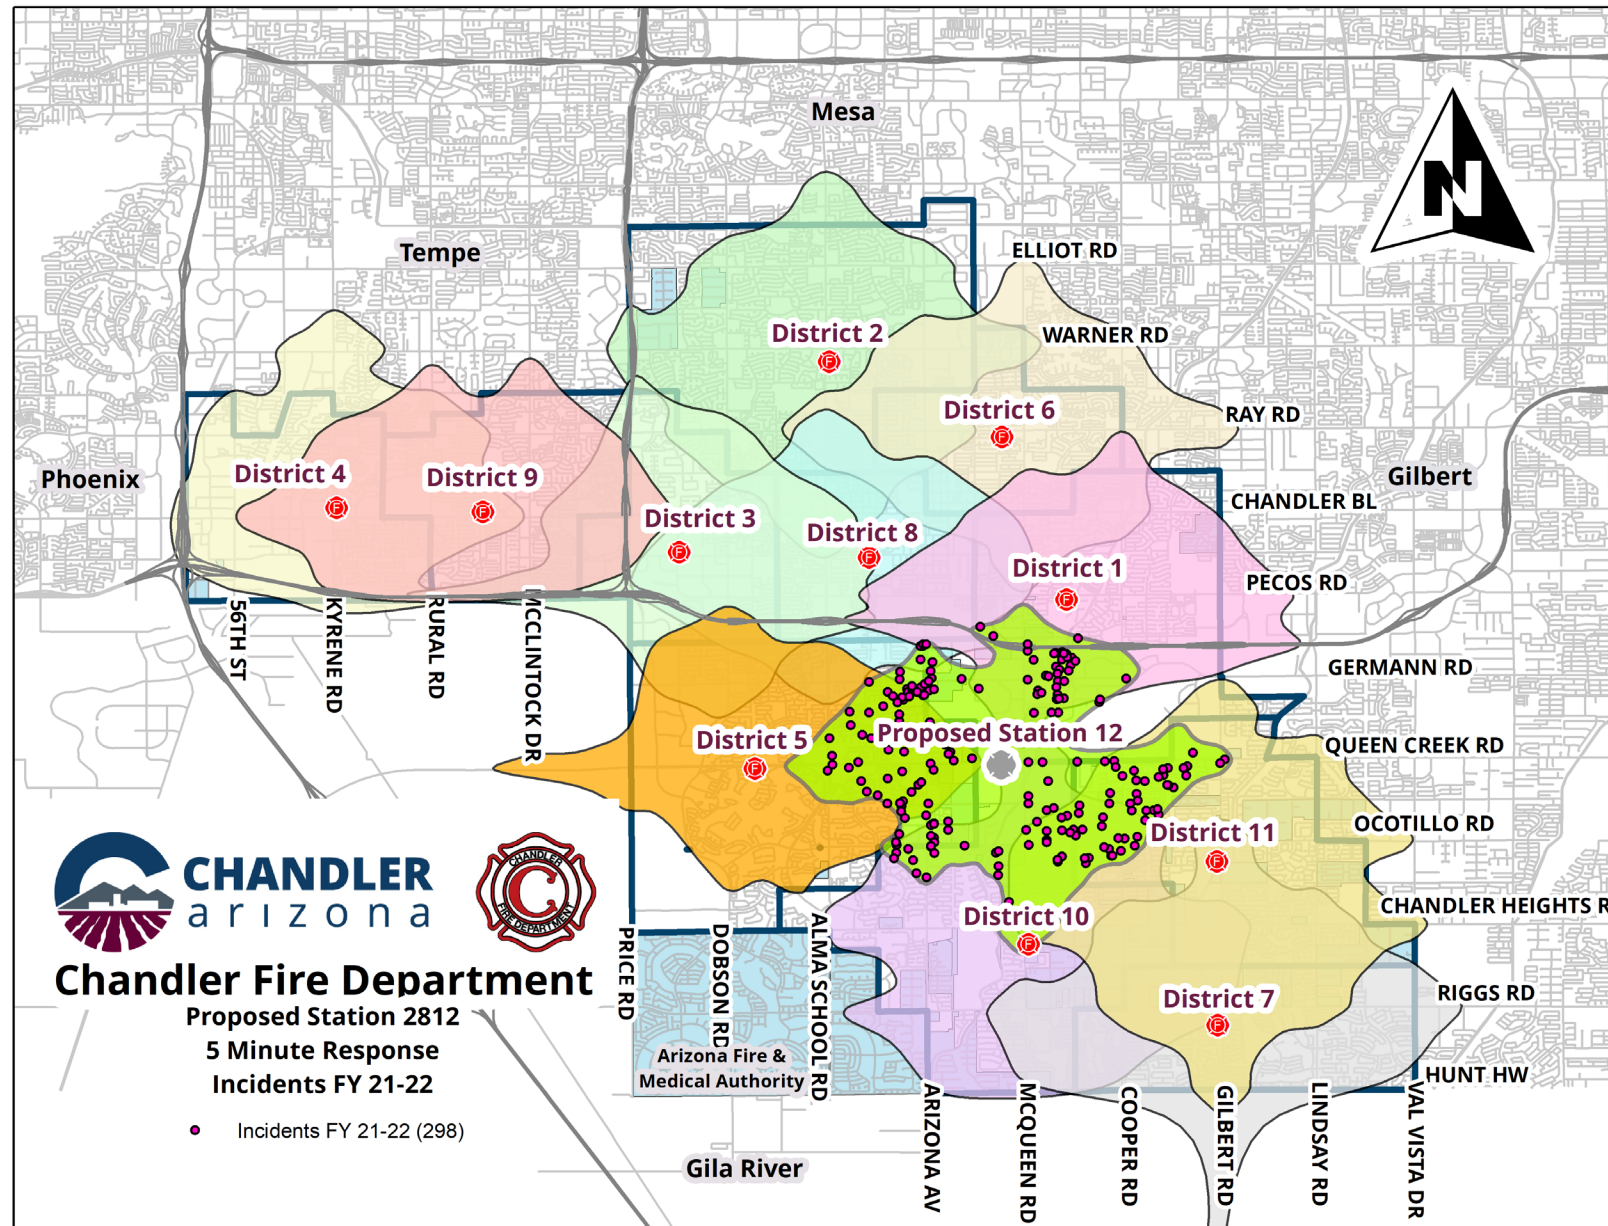 Mesa
Tempe
ELLIOT RD
N
District 2
WARNER RD
District 6
RAY RD
Phoenix
District 4
District 9
Gilbert
CHANDLER BL
District 3
District 8
District 1
PECOS RD
56TH ST
KYRENE RD
RURAL RD
MCCLINTOCK DR
GERMANN RD
Proposed Station 12
District 5
QUEEN CREEK RD
OCOTILLO RD
District 11
CHANDLER HEIGHTS R
District 10
CHANDLER
arizona
CHANDLER
C
FIRE DEPARTMENT
Chandler Fire Department
Proposed Station 2812
5 Minute Response
Incidents FY 21-22
Incidents FY 21-22 (298)
PRICE RD
DOBSON RD
ALMA SCHOOL RD
District 7
RIGGS RD
Arizona Fire &
Medical Authority
HUNT HW
ARIZONA AV
MCQUEEN RD
COOPER RD
GILBERT RD
LINDSAY RD
VAL VISTA DR
Gila River
F
F
F
F
F
F
F
F
F
F
F